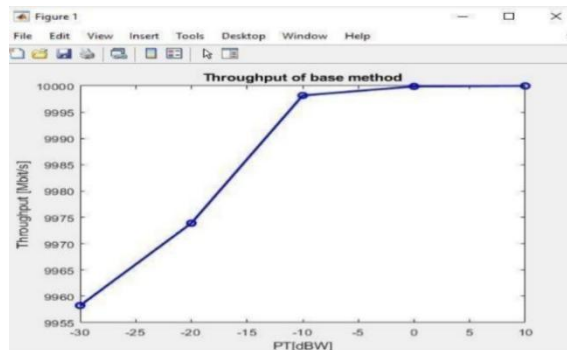 Figure 1
File Edit View Insert Tools Desktop Window Help
Throughput of base method
10000
9995
9990
9985
9980
9975
9970
9965
9960
9955
Throughput [Mbit/s]
-30 -25 -20 -15 -10 -5 0 5 10
PT[dBW]